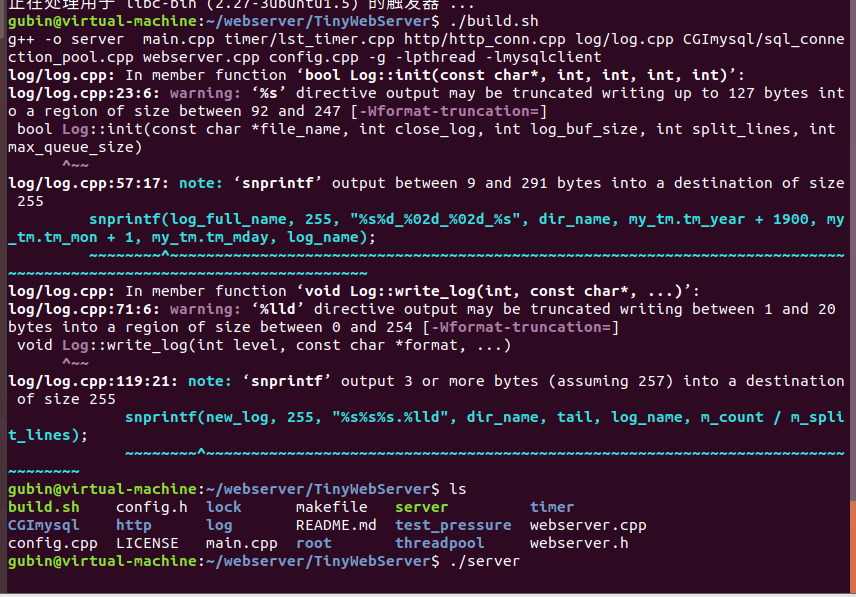 正在处理用于 libc-bin (2.27-3ubuntu1.5) 的触发器 ...
gubin@virtual-machine:~/webserver/TinyWebServer$ ./build.sh
g++ -o server  main.cpp timer/lst_timer.cpp http/http_conn.cpp log/log.cpp CGImysql/sql_conne
ction_pool.cpp webserver.cpp config.cpp -g -lpthread -lmysqlclient
log/log.cpp: In member function ‘bool Log::init(const char*, int, int, int, int)’:
log/log.cpp:23:6: warning: ‘%s’ directive output may be truncated writing up to 127 bytes int
o a region of size between 92 and 247 [-Wformat-truncation=]
 bool Log::init(const char *file_name, int close_log, int log_buf_size, int split_lines, int
max_queue_size)
      ^~~
log/log.cpp:57:17: note: ‘snprintf’ output between 9 and 291 bytes into a destination of size
 255
         snprintf(log_full_name, 255, "%s%d_%02d_%02d_%s", dir_name, my_tm.tm_year + 1900, my
_tm.tm_mon + 1, my_tm.tm_mday, log_name);
         ~~~~~~~~^~~~~~~~~~~~~~~~~~~~~~~~~~~~~~~~~~~~~~~~~~~~~~~~~~~~~~~~~~~~~~~~~~~~~~~~~~~~
~~~~~~~~~~~~~~~~~~~~~~~~~~~~~~~~~~~~~~~~
log/log.cpp: In member function ‘void Log::write_log(int, const char*, ...)’:
log/log.cpp:71:6: warning: ‘%lld’ directive output may be truncated writing between 1 and 20
bytes into a region of size between 0 and 254 [-Wformat-truncation=]
 void Log::write_log(int level, const char *format, ...)
      ^~~
log/log.cpp:119:21: note: ‘snprintf’ output 3 or more bytes (assuming 257) into a destination
 of size 255
             snprintf(new_log, 255, "%s%s%s.%lld", dir_name, tail, log_name, m_count / m_spli
t_lines);
             ~~~~~~~~^~~~~~~~~~~~~~~~~~~~~~~~~~~~~~~~~~~~~~~~~~~~~~~~~~~~~~~~~~~~~~~~~~~~~~~~
~~~~~~~~
gubin@virtual-machine:~/webserver/TinyWebServer$ ls
build.sh    config.h  lock      makefile   server         timer
CGImysql    http      log       README.md  test_pressure  webserver.cpp
config.cpp  LICENSE   main.cpp  root       threadpool     webserver.h
gubin@virtual-machine:~/webserver/TinyWebServer$ ./server